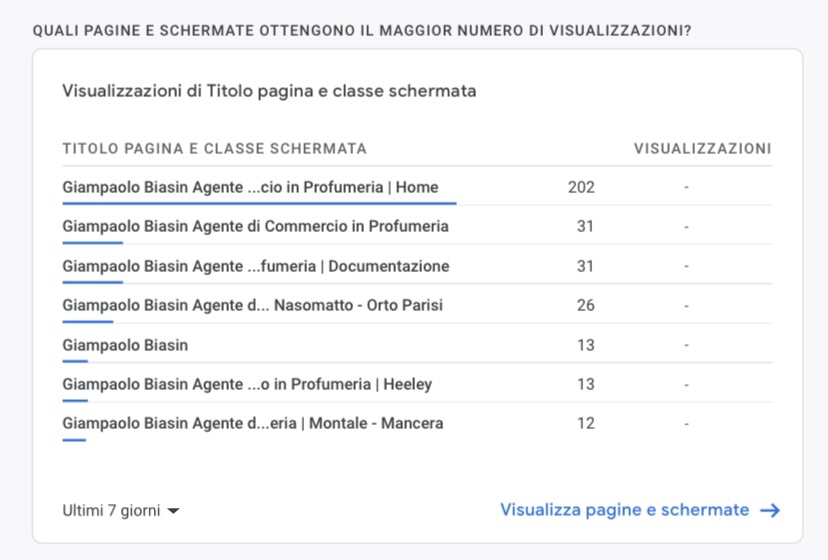 QUALI PAGINE E SCHERMATE OTTENGONO IL MAGGIOR NUMERO DI VISUALIZZAZIONI?
Visualizzazioni di Titolo pagina e classe schermata
TITOLO PAGINA E CLASSE SCHERMATA VISUALIZZAZIONI
Giampaolo Biasin Agente ...cio in Profumeria | Home 202 -
Giampaolo Biasin Agente di Commercio in Profumeria 31 -
Giampaolo Biasin Agente ...fumeria | Documentazione 31 -
Giampaolo Biasin Agente d... Nasomatto - Orto Parisi 26 -
Giampaolo Biasin 13 -
Giampaolo Biasin Agente ...o in Profumeria | Heeley 13 -
Giampaolo Biasin Agente d...eria | Montale - Mancera 12 -
Ultimi 7 giorni Visualizza pagine e schermate